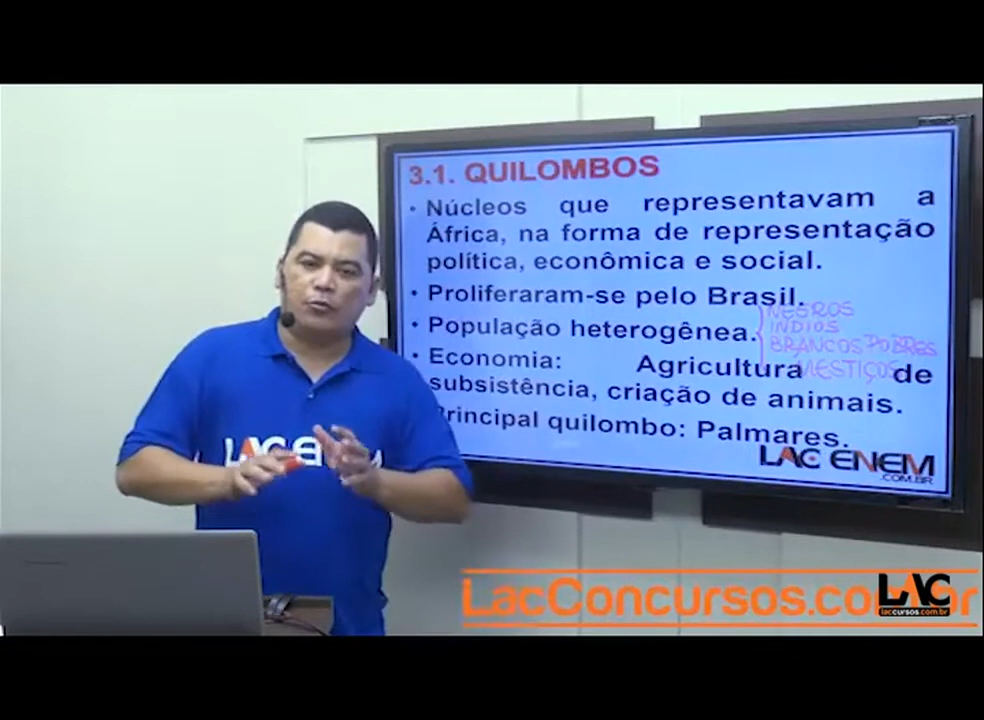 3.1. QUILOMBOS
• Núcleos que representavam a
África, na forma de representação
política, econômica e social.
• Proliferaram-se pelo Brasil.
NEGROS
ÍNDIOS
• População heterogênea.
BRANCOS POBRES
MESTIÇOS
• Economia: Agricultura de
subsistência, criação de animais.
Principal quilombo: Palmares.
LAC ENEM
.COM.BR
LAC ENEM
LacConcursos.com.br
LAC
laccursos.com.br